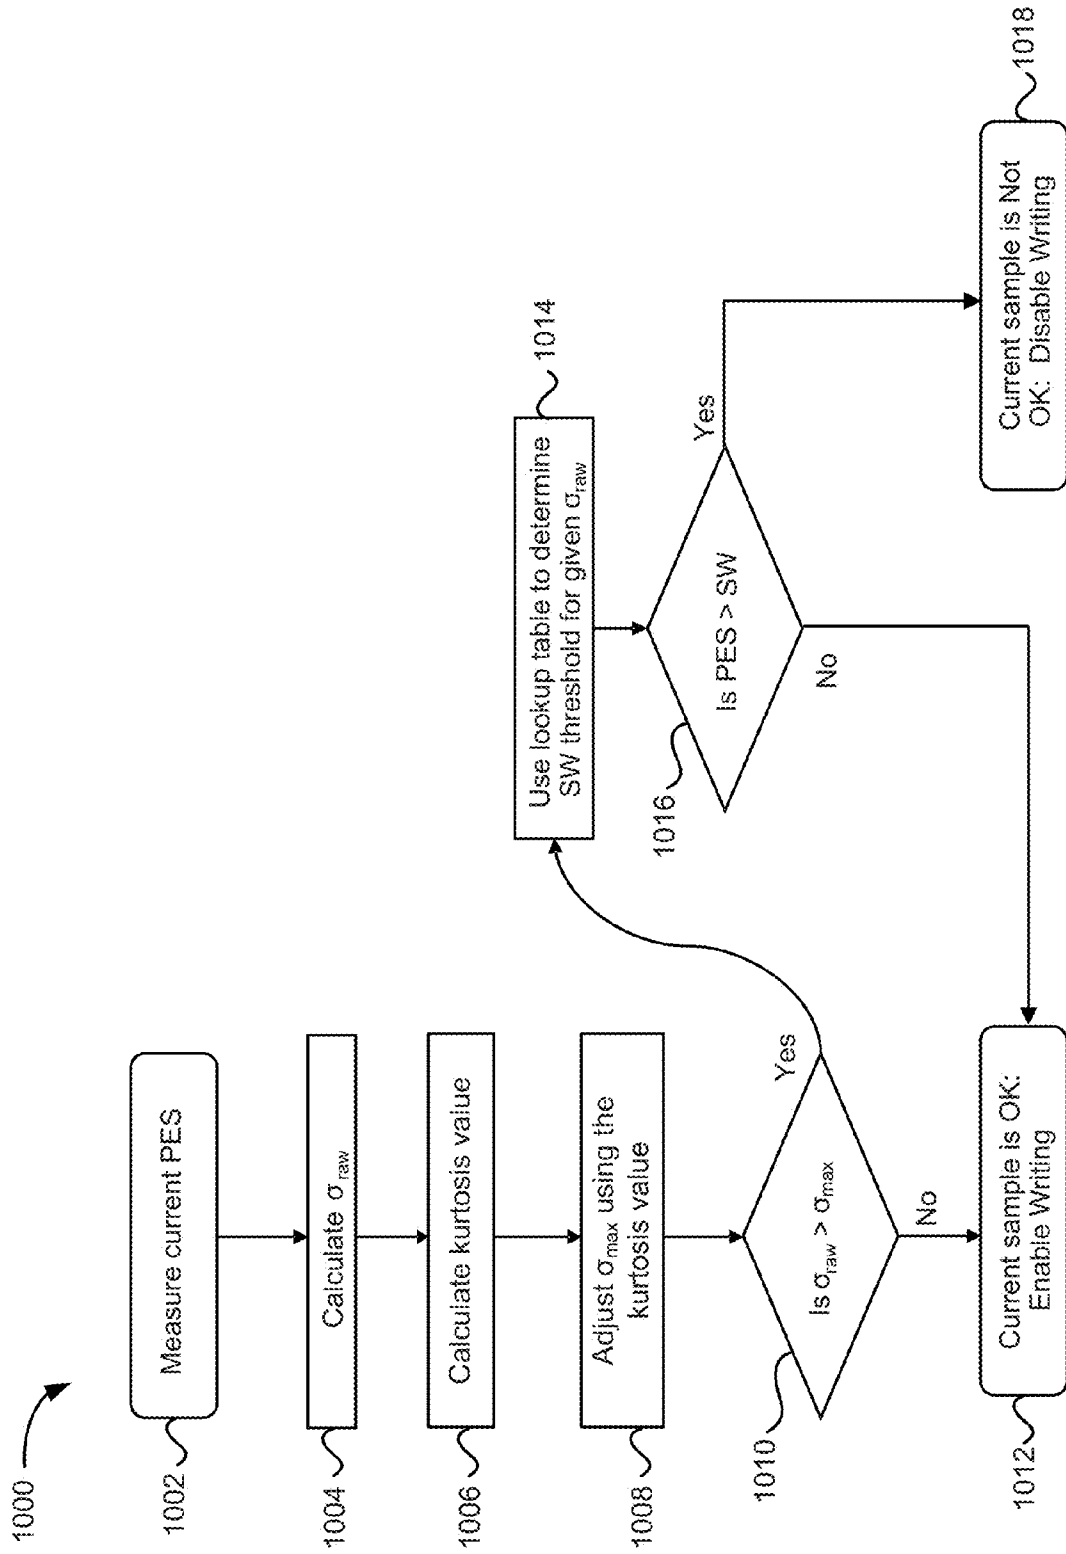 1000
1002
Measure current PES
1004
Calculate σraw
1006
Calculate kurtosis value
1008
Adjust σmax using the
kurtosis value
1010
Is σraw > σmax
Yes
No
1012
Current sample is OK:
Enable Writing
1014
Use lookup table to determine
SW threshold for given σraw
1016
Is PES > SW
Yes
No
1018
Current sample is Not
OK: Disable Writing